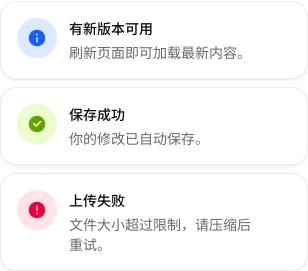 有新版本可用
刷新页面即可加载最新内容。
保存成功
你的修改已自动保存。
上传失败
文件大小超过限制，请压缩后
重试。